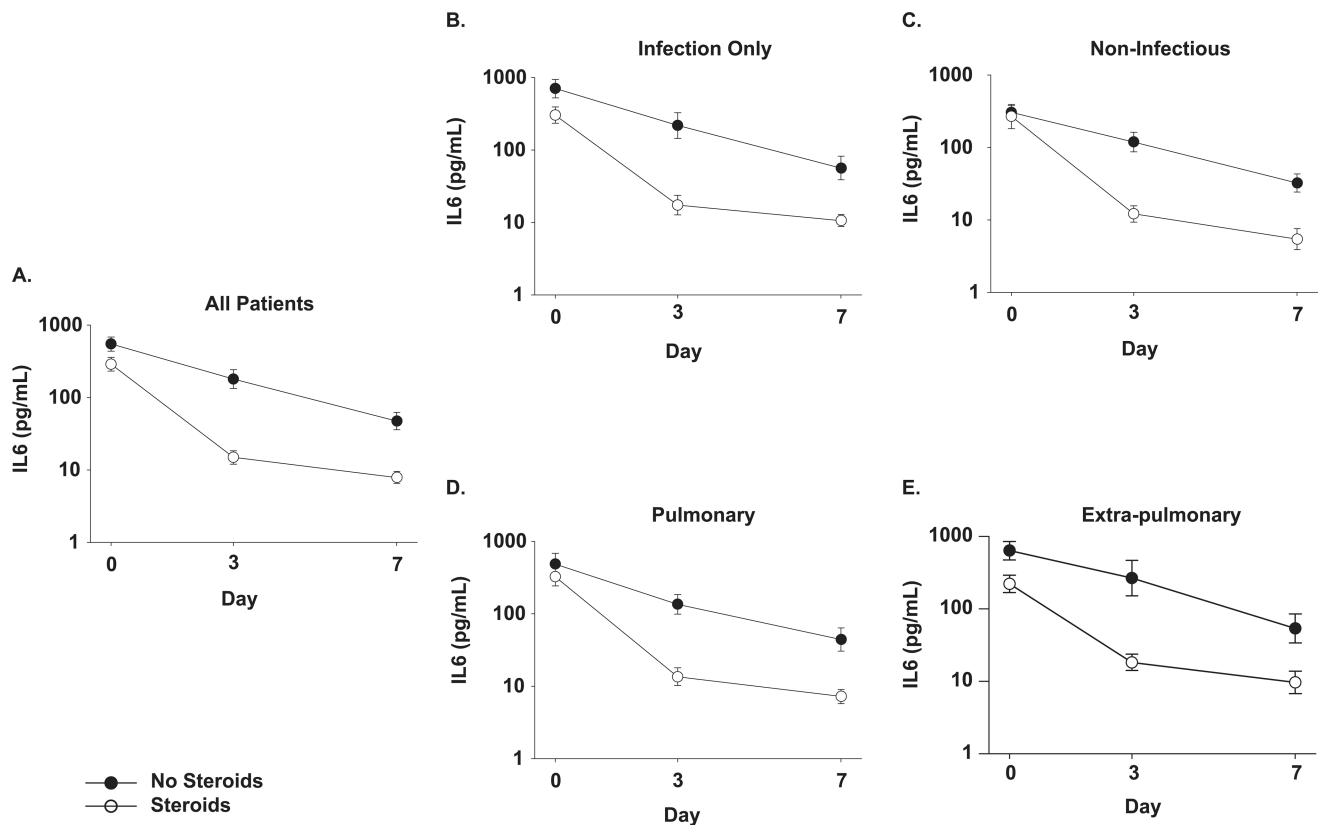 A.
All Patients
1000
100
10
1
IL6 (pg/mL)
0
3
7
Day
B.
Infection Only
1000
100
10
1
IL6 (pg/mL)
0
3
7
Day
C.
Non-Infectious
1000
100
10
1
IL6 (pg/mL)
0
3
7
Day
D.
Pulmonary
1000
100
10
1
IL6 (pg/mL)
0
3
7
Day
E.
Extra-pulmonary
1000
100
10
1
IL6 (pg/mL)
0
3
7
Day
No Steroids
Steroids